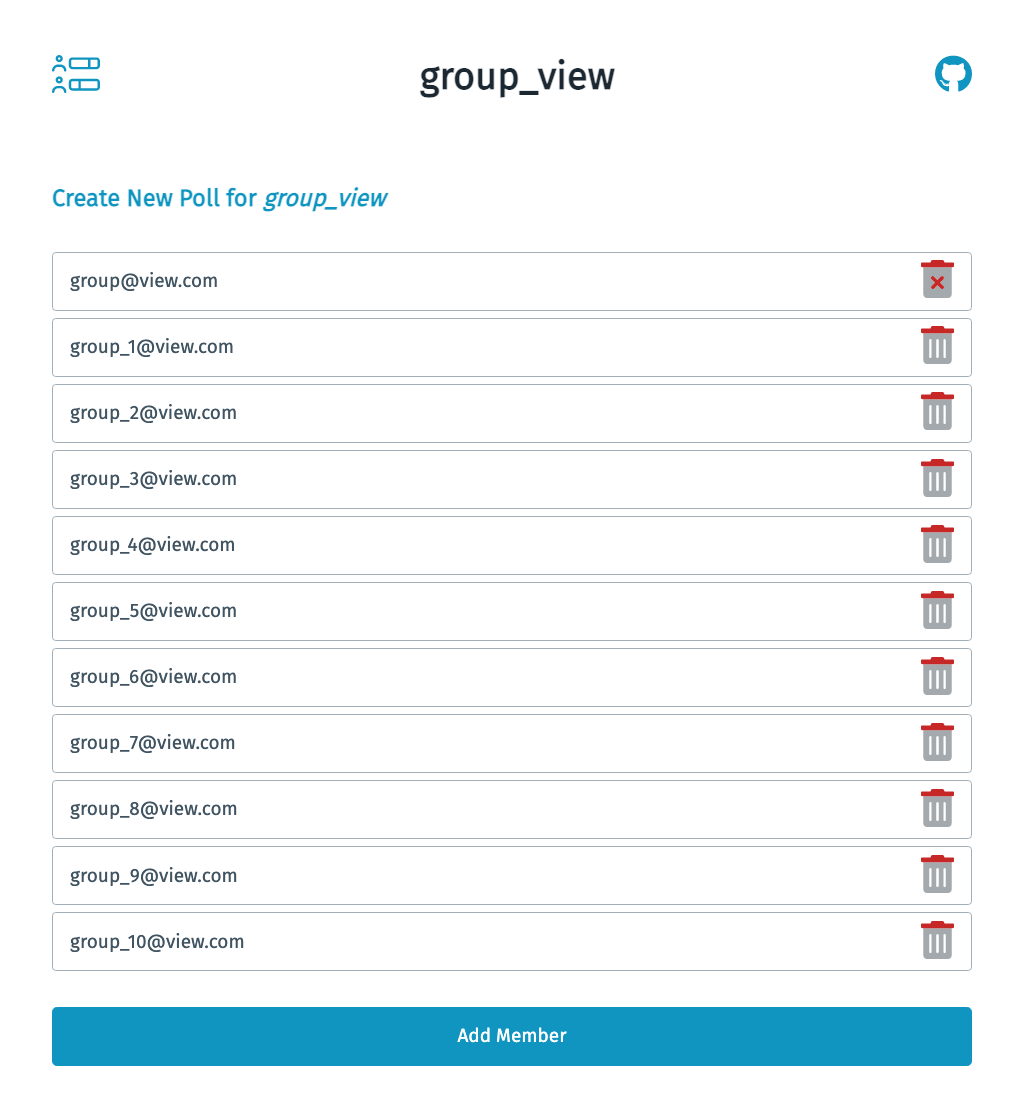 group_view
Create New Poll for group_view
group@view.com
group_1@view.com
group_2@view.com
group_3@view.com
group_4@view.com
group_5@view.com
group_6@view.com
group_7@view.com
group_8@view.com
group_9@view.com
group_10@view.com
Add Member